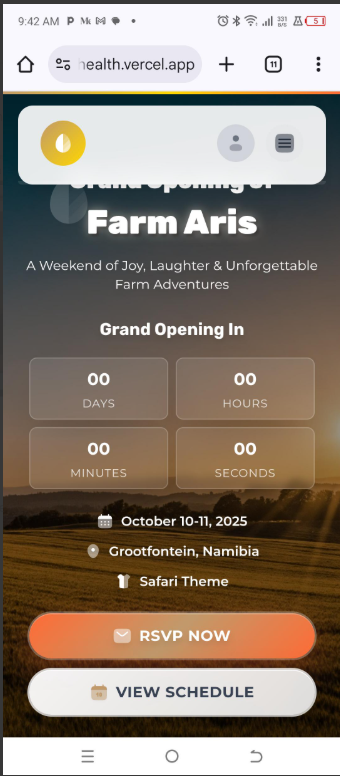 9:42 AM
331
B/S
5
health.vercel.app
11
Grand Opening of
Farm Aris
A Weekend of Joy, Laughter & Unforgettable
Farm Adventures
Grand Opening In
00
00
DAYS
HOURS
00
00
MINUTES
SECONDS
October 10-11, 2025
Grootfontein, Namibia
Safari Theme
RSVP NOW
VIEW SCHEDULE